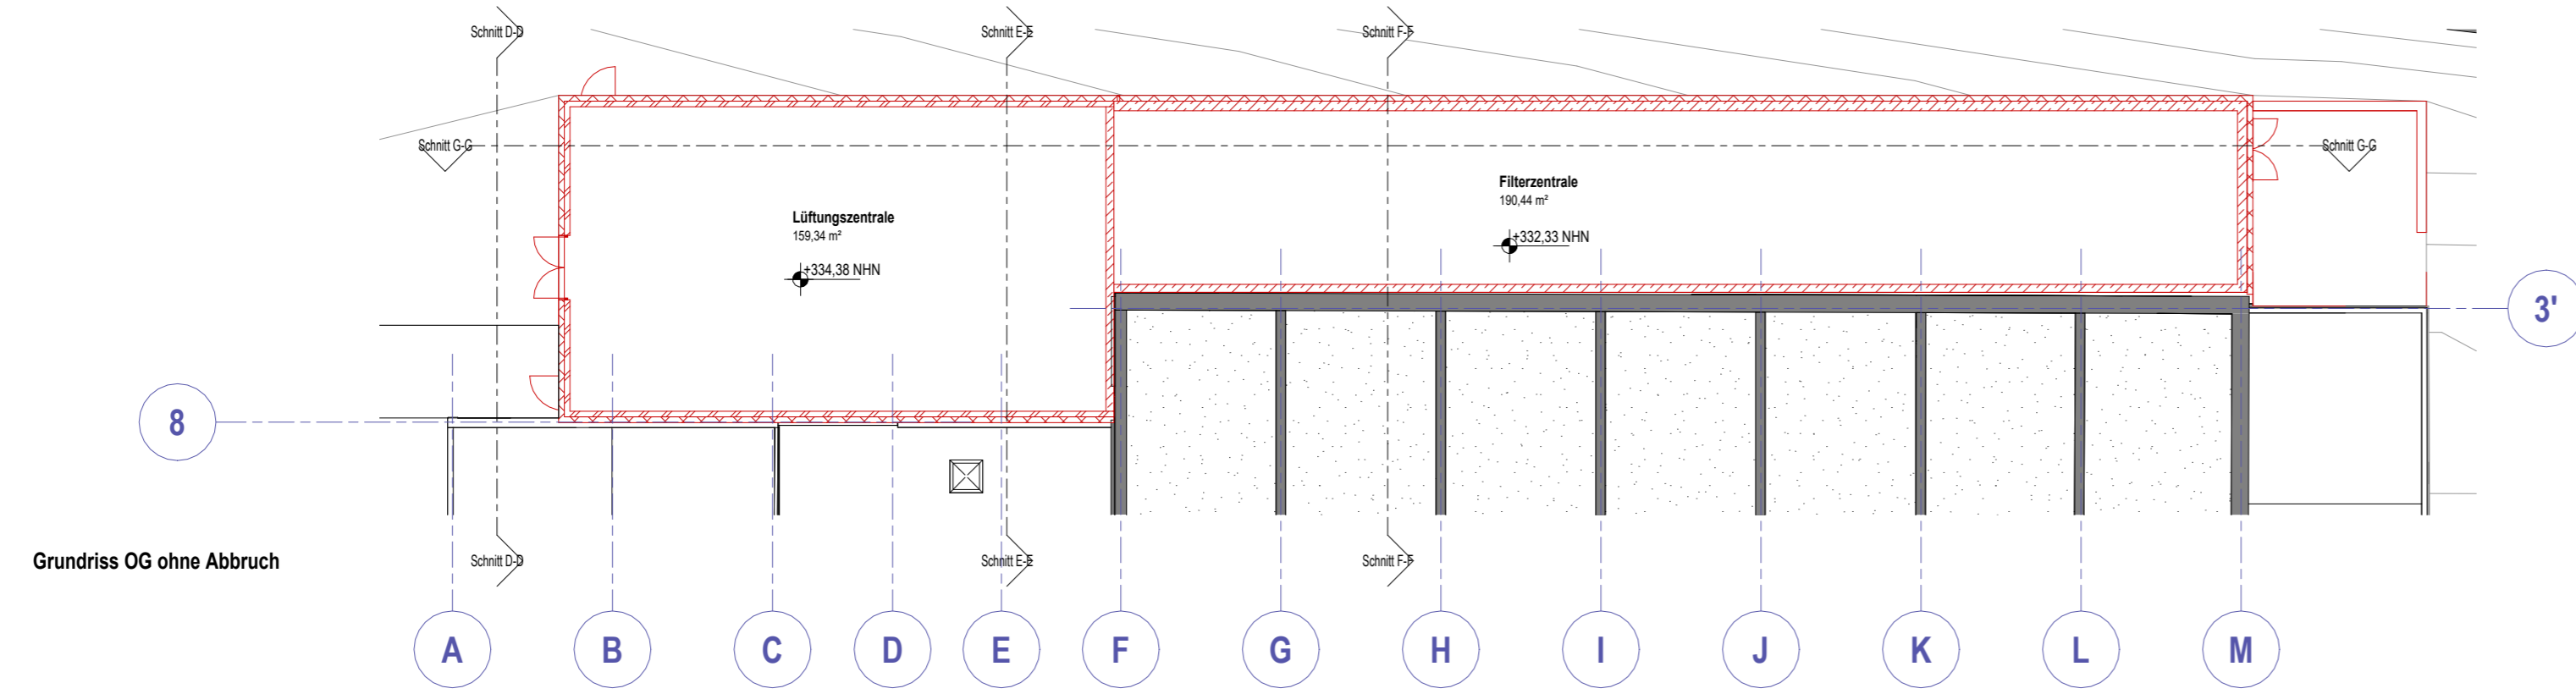 Schnitt D-D
Schnitt E-E
Schnitt F-F
Schnitt G-G
Schnitt G-G
Filterzentrale
190,44 m²
+332,33 NHN
Lüftungszentrale
159,34 m²
+334,38 NHN
3'
8
Grundriss OG ohne Abbruch
Schnitt D-D
Schnitt E-E
Schnitt F-F
A
B
C
D
E
F
G
H
I
J
K
L
M